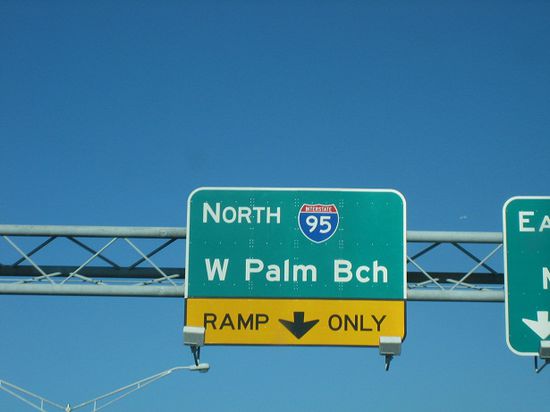 NORTH INTERSTATE 95
W Palm Bch
RAMP ONLY